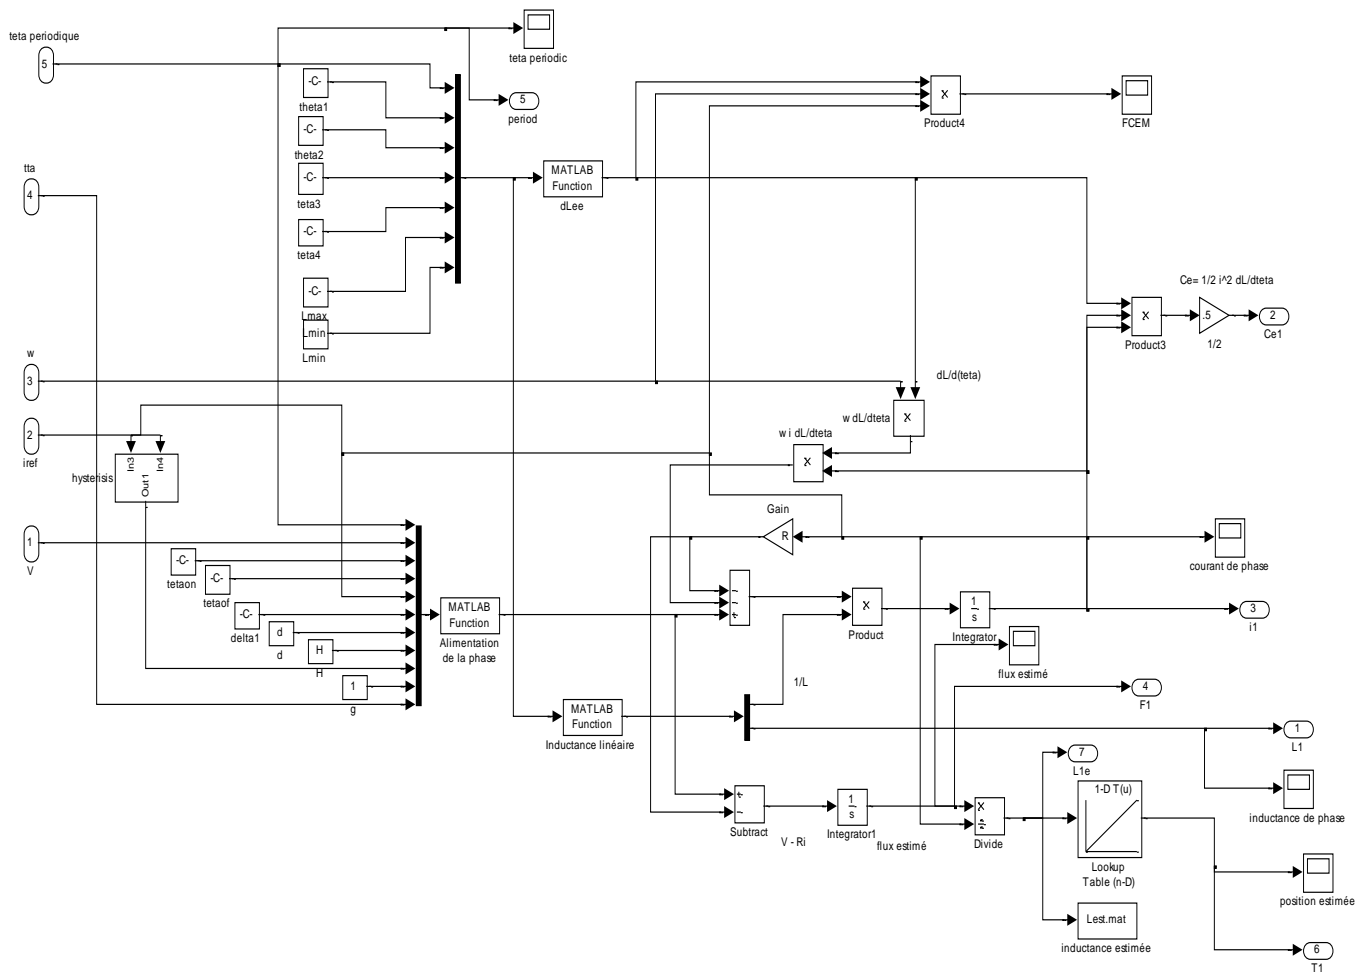 teta periodique
5
teta periodic
-C-
theta1
-C-
theta2
-C-
teta3
-C-
teta4
-C-
Lmax
Lmin
Lmin
5
period
x
Product4
FCEM
tta
4
MATLAB
Function
dLee
Ce= 1/2 i^2 dL/dteta
x
Product3
.5
1/2
2
Ce1
w
3
dL/d(teta)
w dL/dteta
x
w i dL/dteta
x
2
iref
hysterisis
In3
In4
Out1
Gain
R
courant de phase
1
V
-C-
tetaon
-C-
tetaof
-C-
delta1
d
d
H
H
1
g
MATLAB
Function
Alimentation
de la phase
−
−
+
x
Product
1
s
Integrator
3
i1
flux estimé
1/L
4
F1
MATLAB
Function
Inductance linéaire
1
L1
7
L1e
inductance de phase
+
−
Subtract
V - Ri
1
s
Integrator1
flux estimé
x
÷
Divide
1-D T(u)
Lookup
Table (n-D)
position estimée
Lest.mat
inductance estimée
6
T1